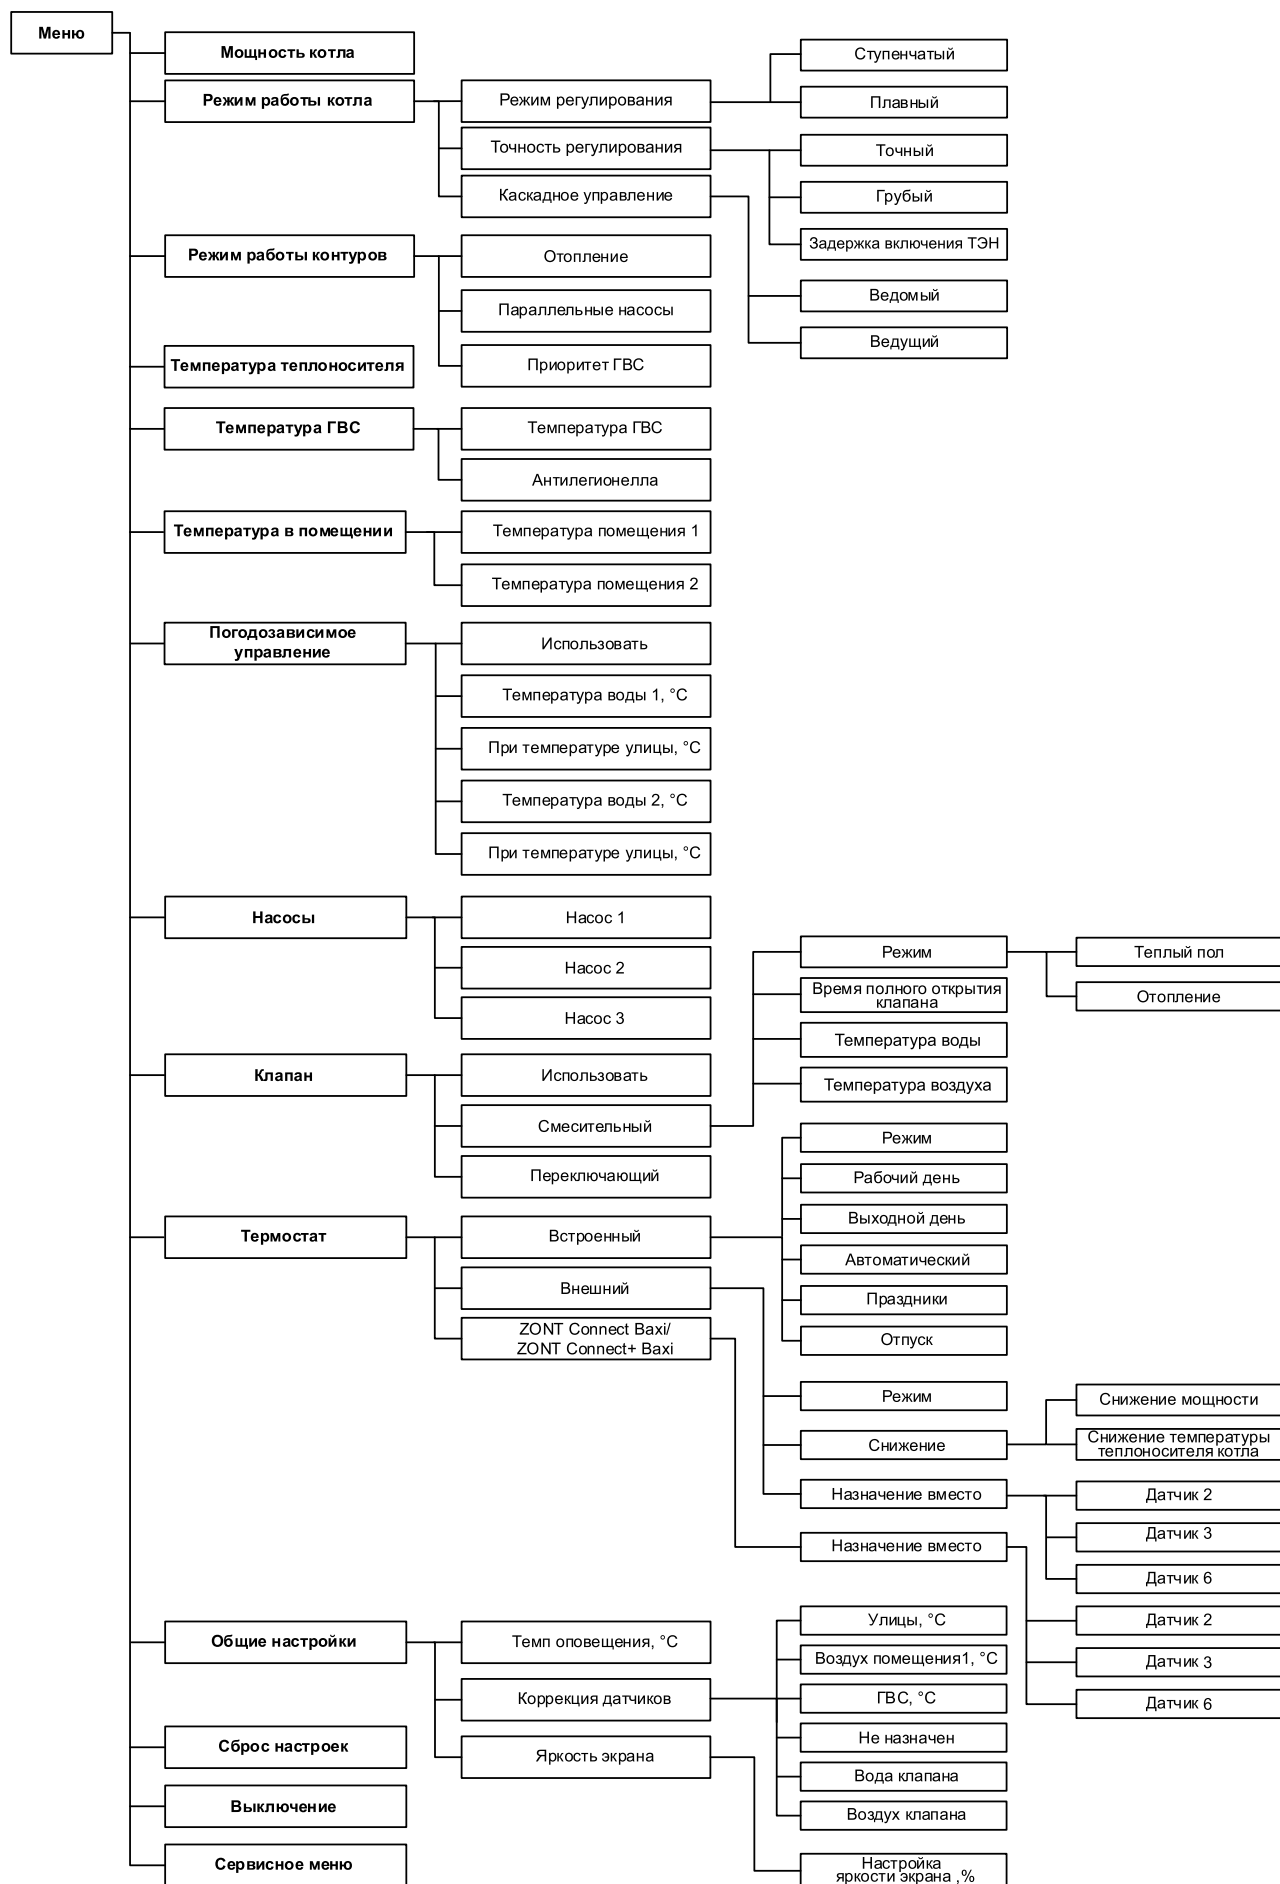 Меню
Мощность котла
Режим работы котла
Режим регулирования
Ступенчатый
Плавный
Точность регулирования
Точный
Грубый
Задержка включения ТЭН
Каскадное управление
Ведомый
Ведущий
Режим работы контуров
Отопление
Параллельные насосы
Приоритет ГВС
Температура теплоносителя
Температура ГВС
Температура ГВС
Антилегионелла
Температура в помещении
Температура помещения 1
Температура помещения 2
Погодозависимое
управление
Использовать
Температура воды 1, °С
При температуре улицы, °С
Температура воды 2, °С
При температуре улицы, °С
Насосы
Насос 1
Насос 2
Насос 3
Клапан
Использовать
Смесительный
Режим
Теплый пол
Отопление
Время полного открытия
клапана
Температура воды
Температура воздуха
Переключающий
Термостат
Встроенный
Режим
Рабочий день
Выходной день
Автоматический
Праздники
Отпуск
Внешний
Режим
Снижение
Снижение мощности
Снижение температуры
теплоносителя котла
Назначение вместо
Датчик 2
Датчик 3
Датчик 6
ZONT Connect Baxi/
ZONT Connect+ Baxi
Назначение вместо
Датчик 2
Датчик 3
Датчик 6
Общие настройки
Темп оповещения, °С
Коррекция датчиков
Улицы, °С
Воздух помещения1, °С
ГВС, °С
Не назначен
Вода клапана
Воздух клапана
Яркость экрана
Настройка
яркости экрана ,%
Сброс настроек
Выключение
Сервисное меню